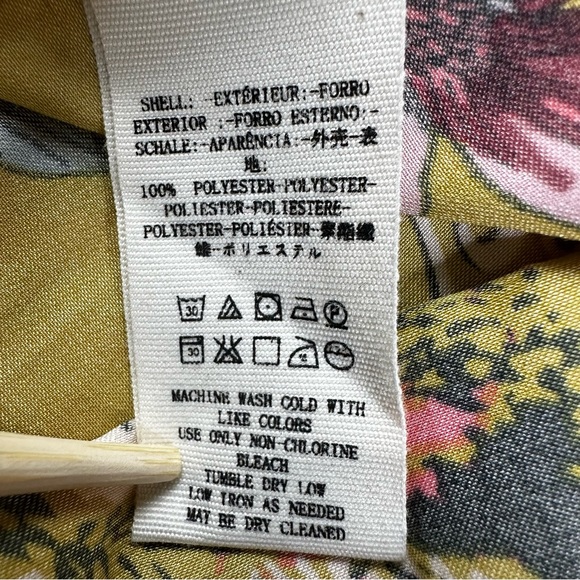 SHELL: -EXTÉRIEUR:-FORRO
EXTERIOR :-FORRO ESTERNO:-
SCHALE:-APARÊNCIA:-外壳-表
地:
100% POLYESTER-POLYESTER-
POLIESTER-POLIESTERE-
POLYESTER-POLIÉSTER-聚酯纖
維-ポリエステル
30 P
30
MACHINE WASH COLD WITH
LIKE COLORS
USE ONLY NON-CHLORINE
BLEACH
TUMBLE DRY LOW
LOW IRON AS NEEDED
MAY BE DRY CLEANED